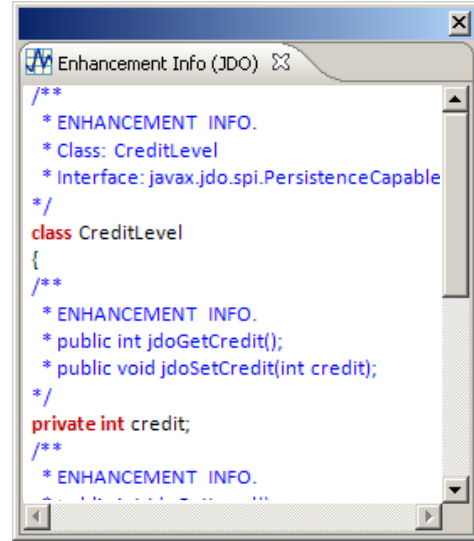 Enhancement Info (JDO)
/**
* ENHANCEMENT INFO.
* Class: CreditLevel
* Interface: javax.jdo.spi.PersistenceCapable
*/
class CreditLevel
{
/**
* ENHANCEMENT INFO.
* public int jdoGetCredit();
* public void jdoSetCredit(int credit);
*/
private int credit;
/**
* ENHANCEMENT INFO.